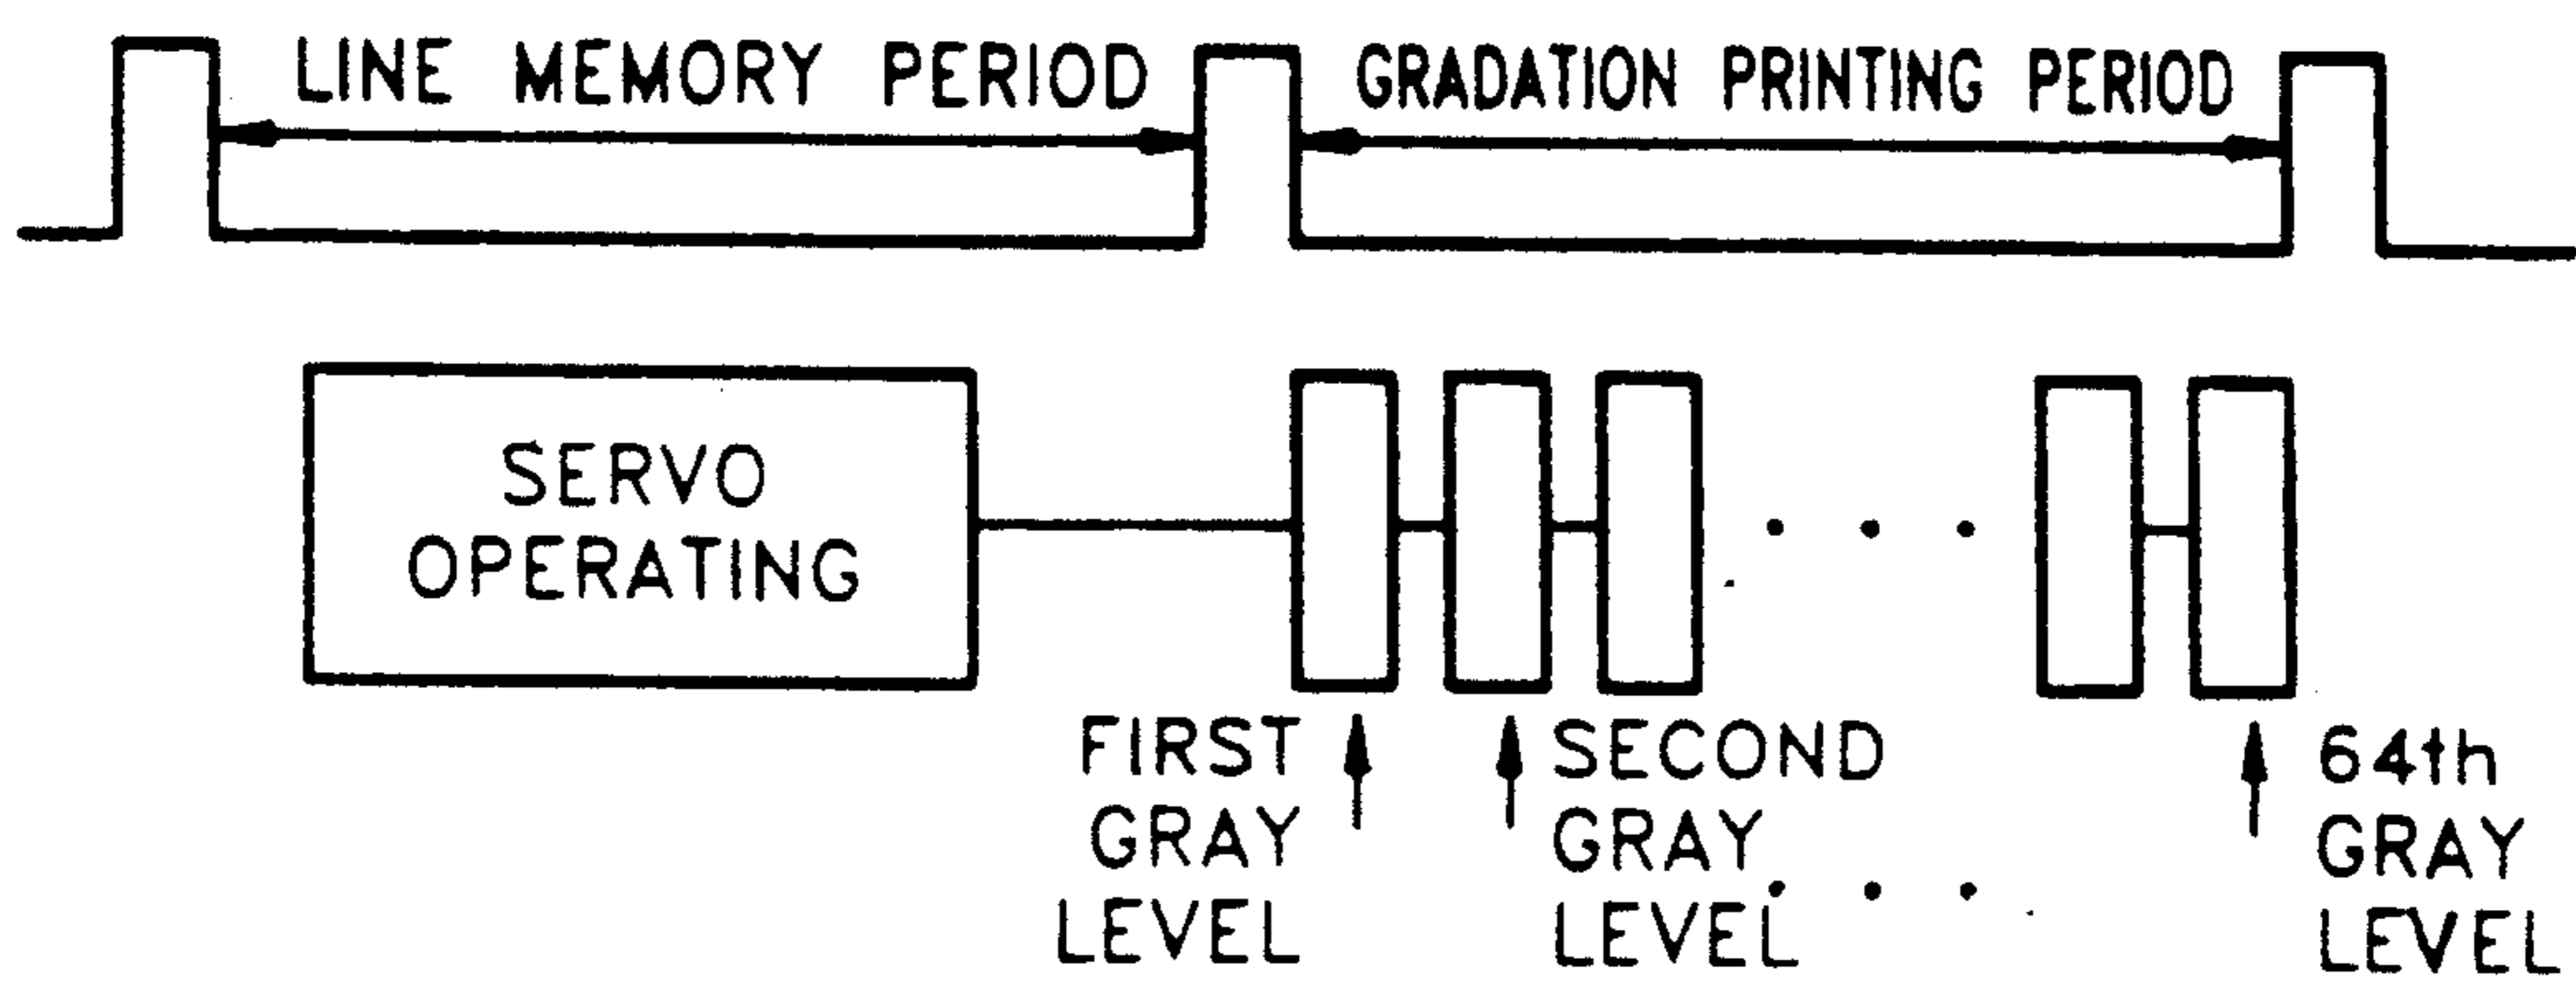 LINE MEMORY PERIOD
GRADATION PRINTING PERIOD
SERVO
OPERATING
FIRST
GRAY
LEVEL
SECOND
GRAY
LEVEL
64th
GRAY
LEVEL